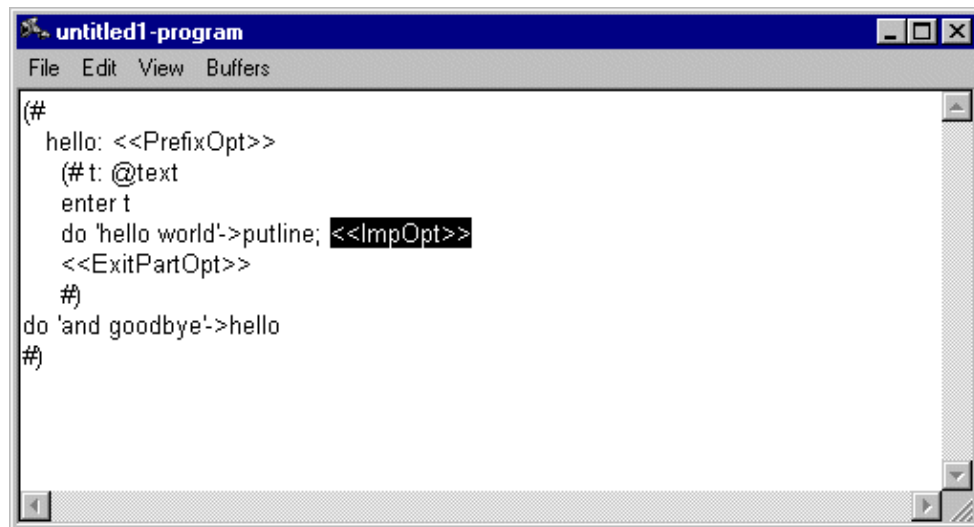 untitled1-program
File Edit View Buffers
(#
hello: <<PrefixOpt>>
(# t: @text
enter t
do 'hello world'->putline; <<ImpOpt>>
<<ExitPartOpt>>
#)
do 'and goodbye'->hello
#)